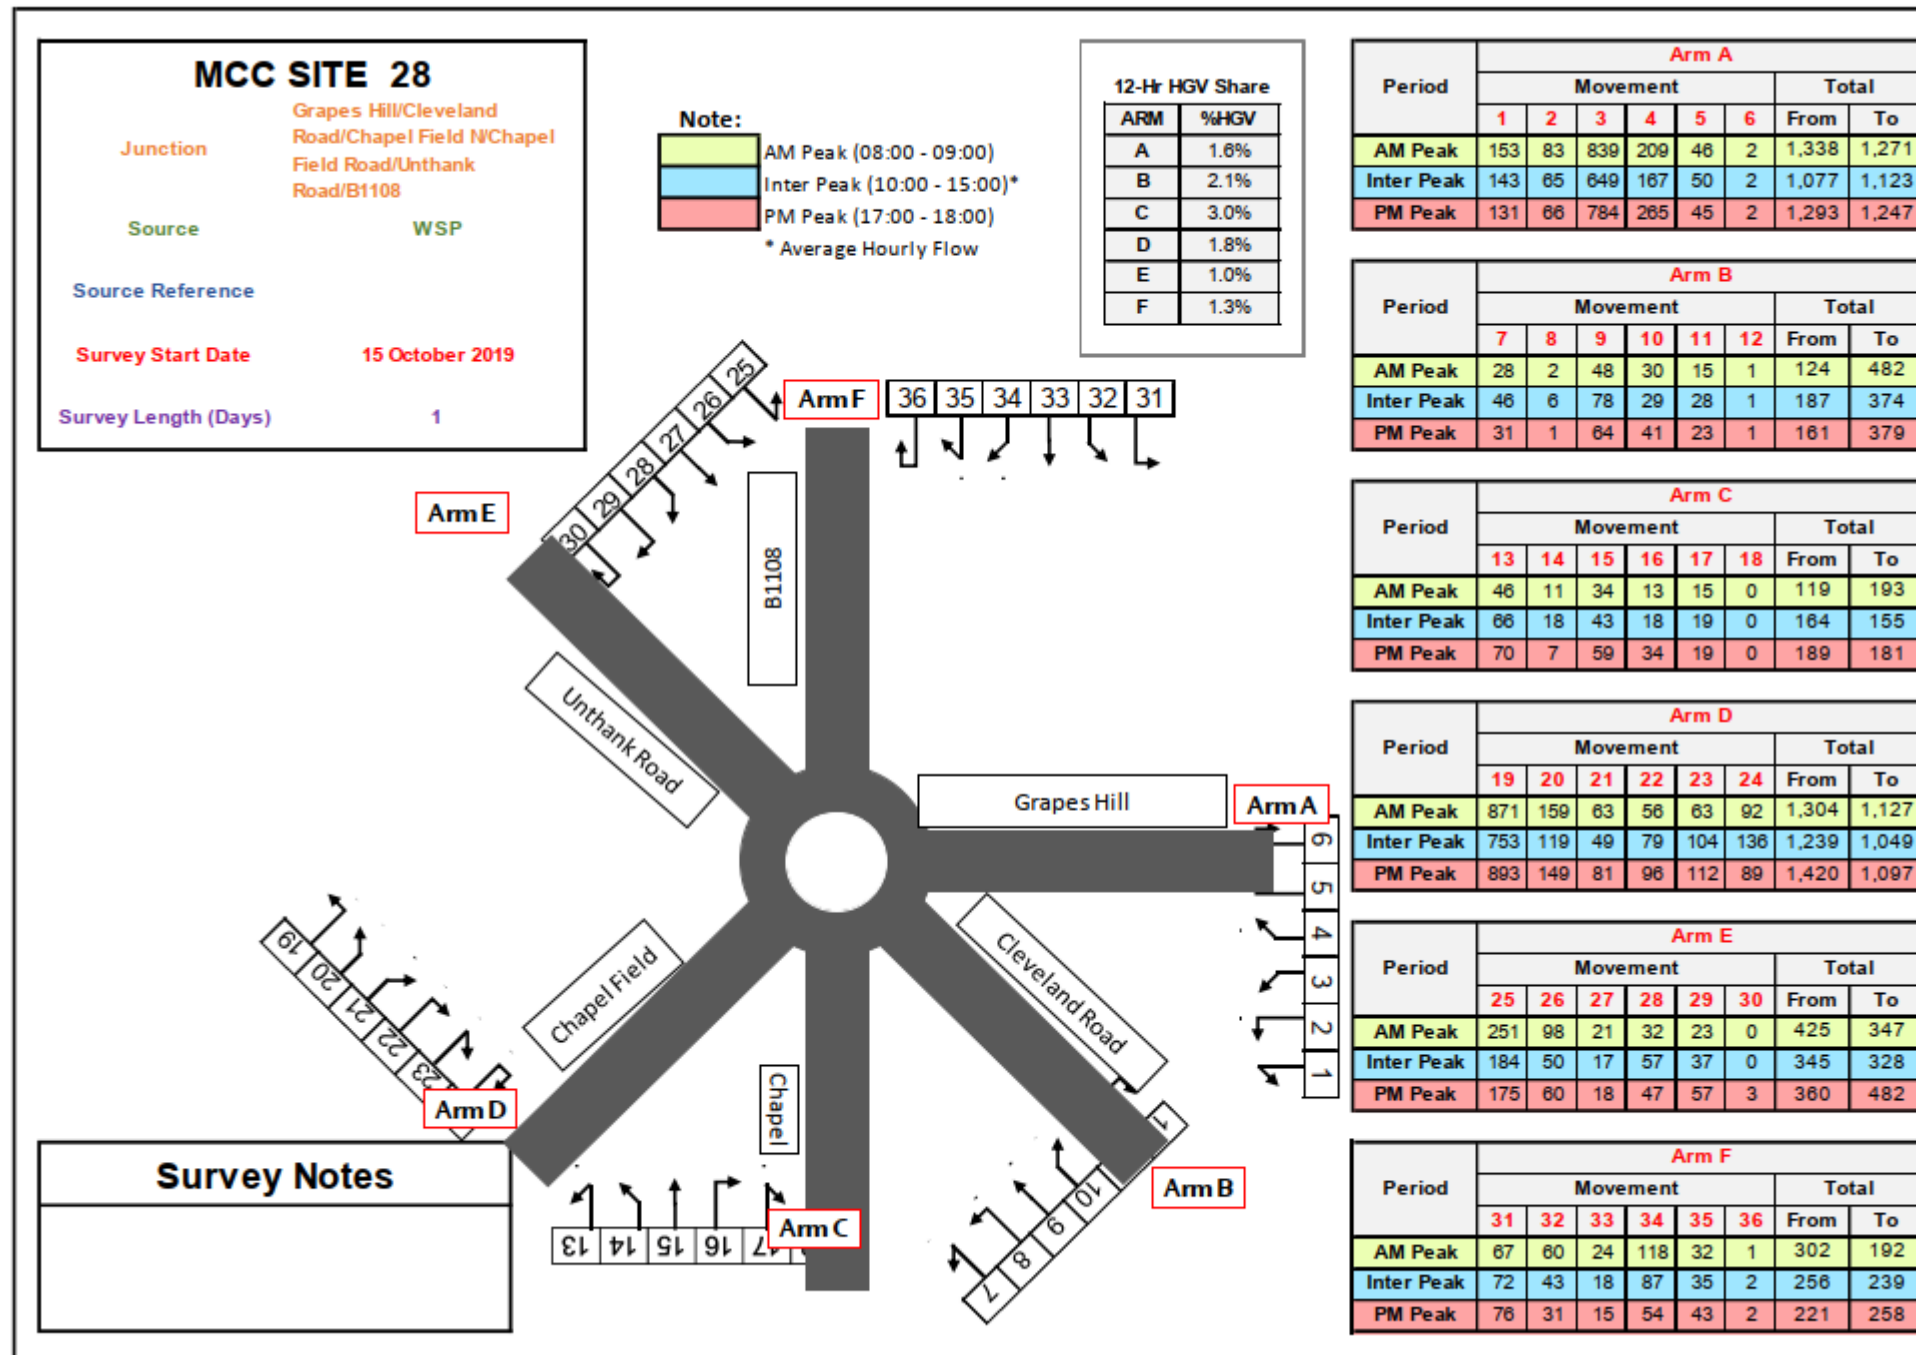 MCC SITE 28
Junction
Grapes Hill/Cleveland
Road/Chapel Field N/Chapel
Field Road/Unthank
Road/B1108
Source WSP
Source Reference
Survey Start Date 15 October 2019
Survey Length (Days) 1
Note:
AM Peak (08:00 - 09:00)
Inter Peak (10:00 - 15:00)*
PM Peak (17:00 - 18:00)
* Average Hourly Flow
12-Hr HGV Share
ARM %HGV
A 1.6%
B 2.1%
C 3.0%
D 1.8%
E 1.0%
F 1.3%
Arm F
36 35 34 33 32 31
25
26
27
28
29
30
Arm E
B1108
Unthank Road
Grapes Hill
Arm A
6
5
4
3
2
1
Cleveland Road
Chapel Field
Chapel
19
20
21
22
23
Arm D
13 14 15 16 17
Arm C
10
9
8
7
1
Arm B
Survey Notes
Period Arm A
Movement Total
1 2 3 4 5 6 From To
AM Peak 153 83 839 209 46 2 1,338 1,271
Inter Peak 143 65 649 167 50 2 1,077 1,123
PM Peak 131 66 784 265 45 2 1,293 1,247
Period Arm B
Movement Total
7 8 9 10 11 12 From To
AM Peak 28 2 48 30 15 1 124 482
Inter Peak 46 6 78 29 28 1 187 374
PM Peak 31 1 64 41 23 1 161 379
Period Arm C
Movement Total
13 14 15 16 17 18 From To
AM Peak 46 11 34 13 15 0 119 193
Inter Peak 66 18 43 18 19 0 164 155
PM Peak 70 7 59 34 19 0 189 181
Period Arm D
Movement Total
19 20 21 22 23 24 From To
AM Peak 871 159 63 56 63 92 1,304 1,127
Inter Peak 753 119 49 79 104 136 1,239 1,049
PM Peak 893 149 81 96 112 89 1,420 1,097
Period Arm E
Movement Total
25 26 27 28 29 30 From To
AM Peak 251 98 21 32 23 0 425 347
Inter Peak 184 50 17 57 37 0 345 328
PM Peak 175 60 18 47 57 3 360 482
Period Arm F
Movement Total
31 32 33 34 35 36 From To
AM Peak 67 60 24 118 32 1 302 192
Inter Peak 72 43 18 87 35 2 256 239
PM Peak 76 31 15 54 43 2 221 258